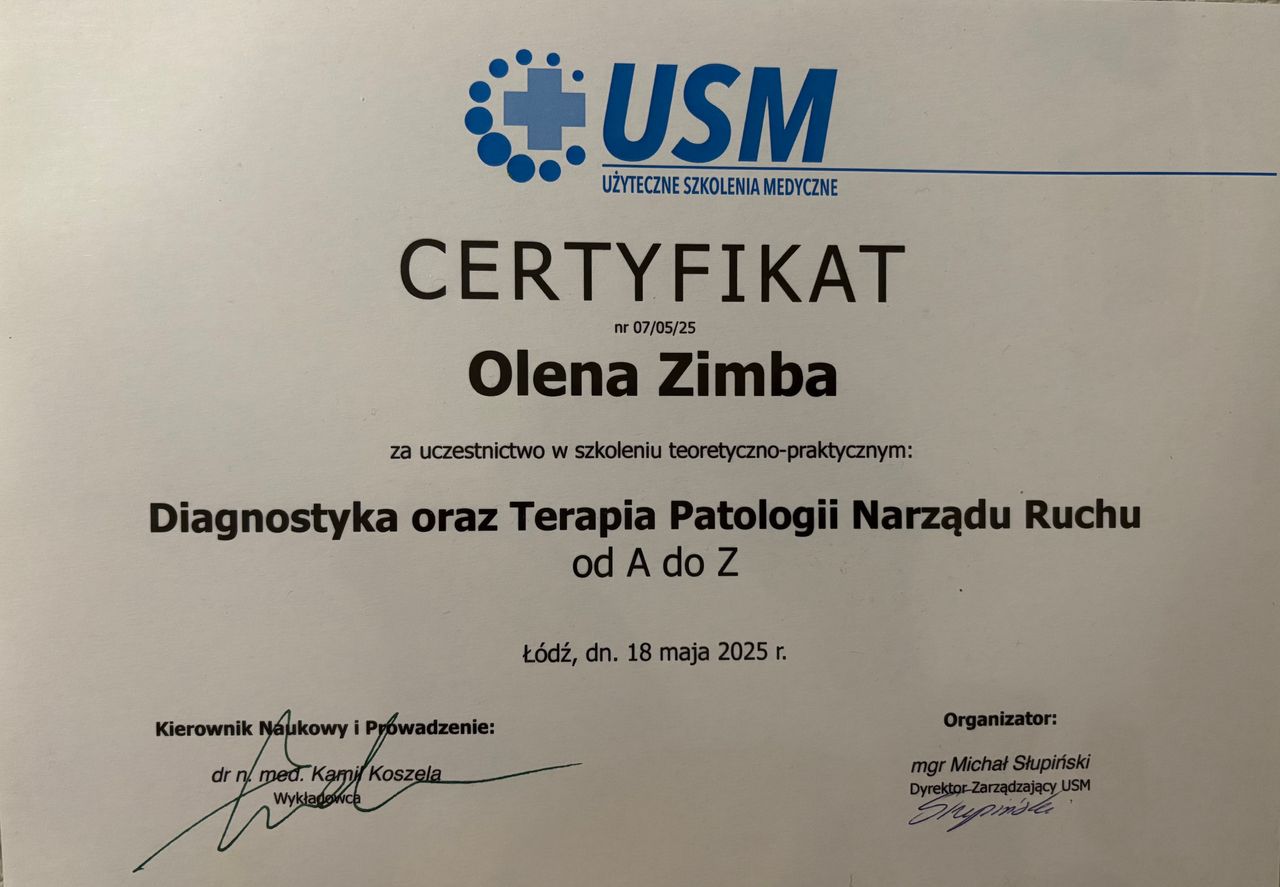 USM
UŻYTECZNE SZKOLENIA MEDYCZNE
CERTYFIKAT
nr 07/05/25
Olena Zimba
za uczestnictwo w szkoleniu teoretyczno-praktycznym:
Diagnostyka oraz Terapia Patologii Narządu Ruchu
od A do Z
Łódź, dn. 18 maja 2025 r.
Kierownik Naukowy i Prowadzenie:
dr n. med. Kamil Koszela
Wykładowca
Organizator:
mgr Michał Słupiński
Dyrektor Zarządzający USM
Słupiński